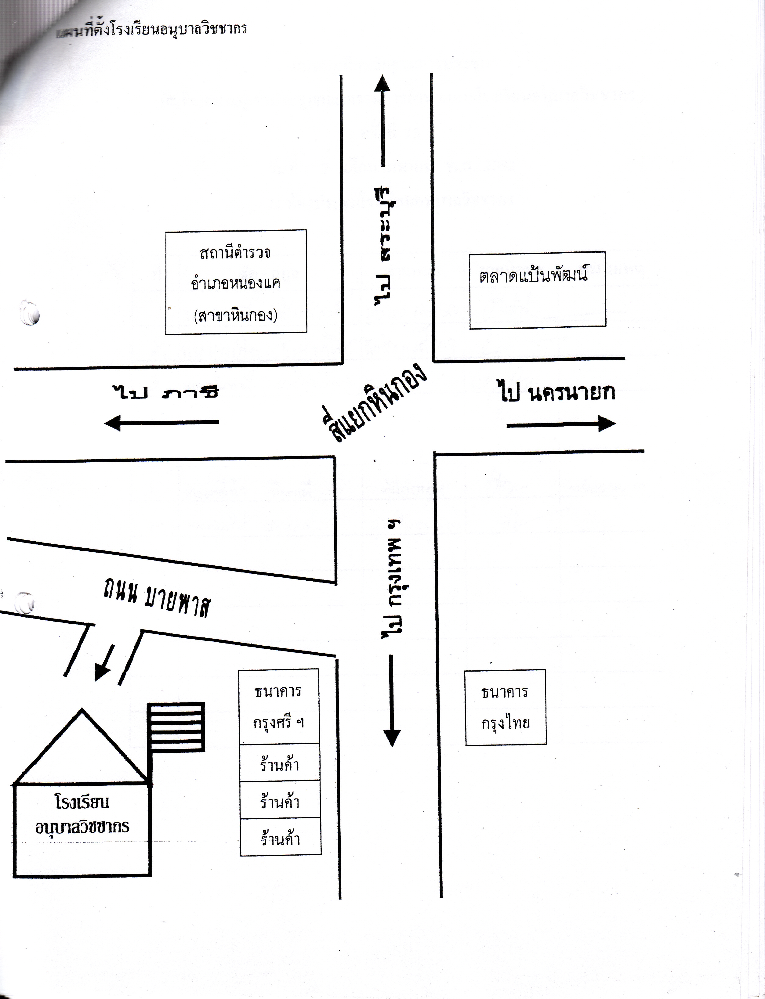 แผนที่ตั้งโรงเรียนอนุบาลวิชชากร
ไป สระบุรี
สถานีตำรวจ
อำเภอหนองแค
(สาขาหินกอง)
ตลาดแป้นพัฒน์
ไป ภาชี
สี่แยกหินกอง
ไป นครนายก
ไป กรุงเทพ ฯ
ถนน บายพาส
ธนาคาร
กรุงศรี ฯ
ร้านค้า
ร้านค้า
ร้านค้า
ธนาคาร
กรุงไทย
โรงเรียน
อนุบาลวิชชากร